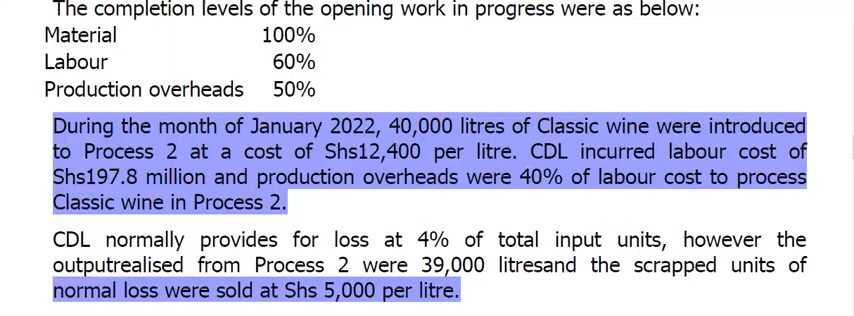 The completion levels of the opening work in progress were as below:
Material 100%
Labour 60%
Production overheads 50%
During the month of January 2022, 40,000 litres of Classic wine were introduced
to Process 2 at a cost of Shs12,400 per litre. CDL incurred labour cost of
Shs197.8 million and production overheads were 40% of labour cost to process
Classic wine in Process 2.
CDL normally provides for loss at 4% of total input units, however the
outputrealised from Process 2 were 39,000 litresand the scrapped units of
normal loss were sold at Shs 5,000 per litre.